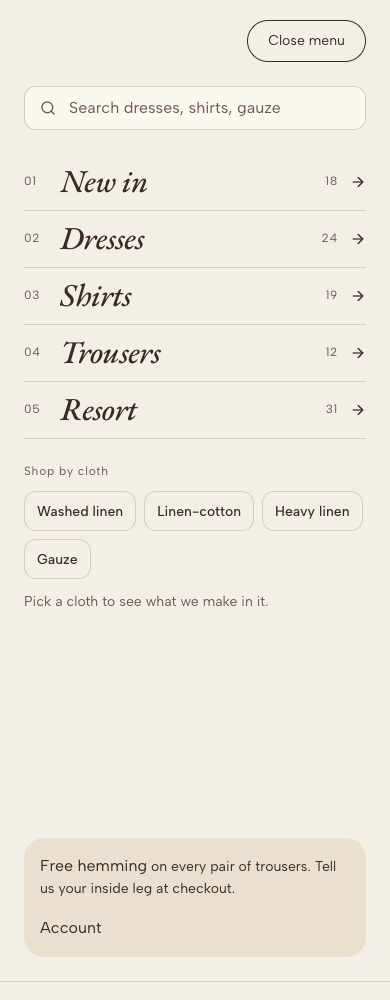 Close menu
Search dresses, shirts, gauze
01 New in 18
02 Dresses 24
03 Shirts 19
04 Trousers 12
05 Resort 31
Shop by cloth
Washed linen Linen-cotton Heavy linen
Gauze
Pick a cloth to see what we make in it.
Free hemming on every pair of trousers. Tell
us your inside leg at checkout.
Account